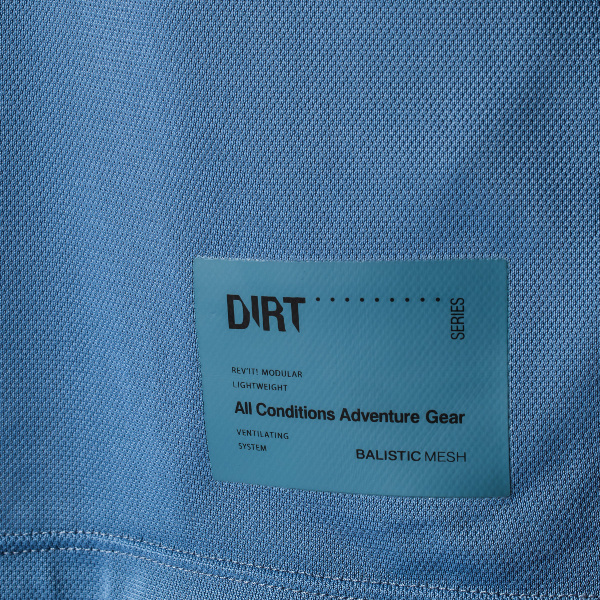 DIRT
SERIES
REV'IT! MODULAR
LIGHTWEIGHT
All Conditions Adventure Gear
VENTILATING
SYSTEM
BALISTIC MESH